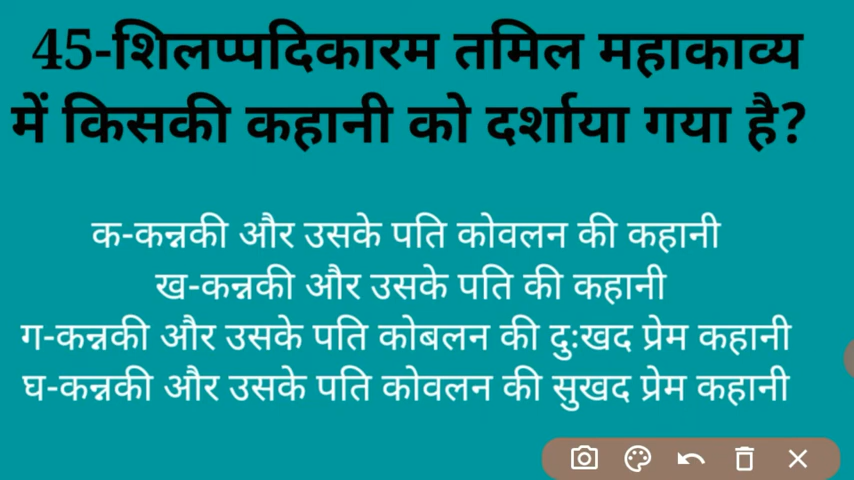 45-शिलप्पदिकारम तमिल महाकाव्य
में किसकी कहानी को दर्शाया गया है?
क-कन्नकी और उसके पति कोवलन की कहानी
ख-कन्नकी और उसके पति की कहानी
ग-कन्नकी और उसके पति कोबलन की दुःखद प्रेम कहानी
घ-कन्नकी और उसके पति कोवलन की सुखद प्रेम कहानी